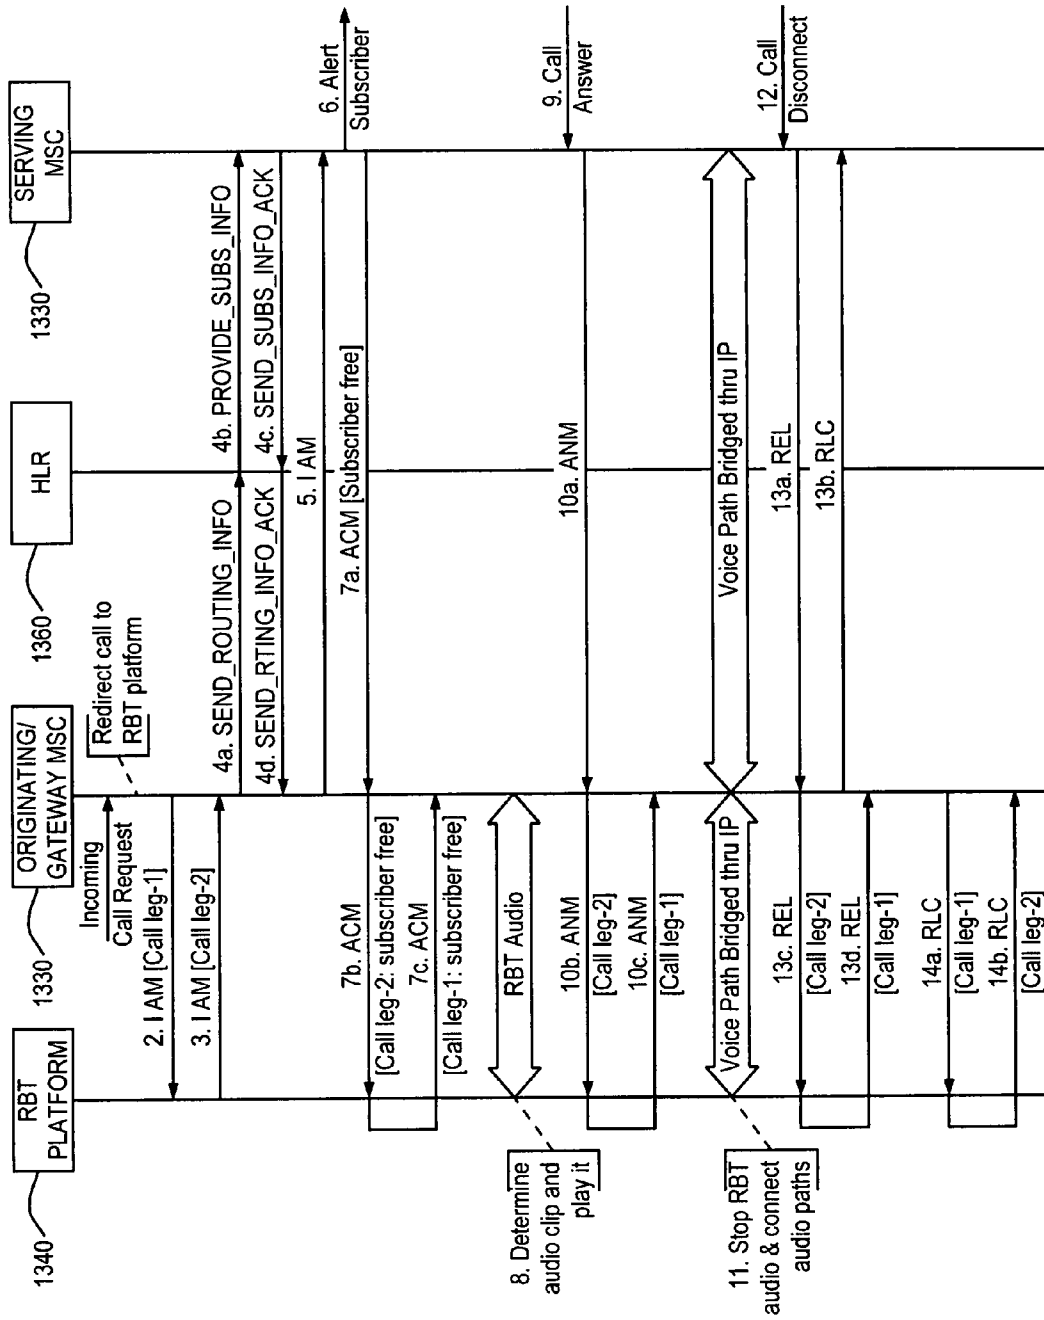 RBT
PLATFORM
1340
ORIGINATING/
GATEWAY MSC
1330
HLR
1360
SERVING
MSC
1330
Incoming
Call Request
Redirect call to
RBT platform
2. I AM [Call leg-1]
3. I AM [Call leg-2]
4a. SEND_ROUTING_INFO
4b. PROVIDE_SUBS_INFO
4d. SEND_RTING_INFO_ACK
4c. SEND_SUBS_INFO_ACK
5. I AM
6. Alert
Subscriber
7a. ACM [Subscriber free]
7b. ACM
[Call leg-2: subscriber free]
7c. ACM
[Call leg-1: subscriber free]
8. Determine
audio clip and
play it
RBT Audio
9. Call
Answer
10a. ANM
10b. ANM
[Call leg-2]
10c. ANM
[Call leg-1]
11. Stop RBT
audio & connect
audio paths
Voice Path Bridged thru IP
Voice Path Bridged thru IP
12. Call
Disconnect
13a. REL
13b. RLC
13c. REL
[Call leg-2]
13d. REL
[Call leg-1]
14a. RLC
[Call leg-1]
14b. RLC
[Call leg-2]